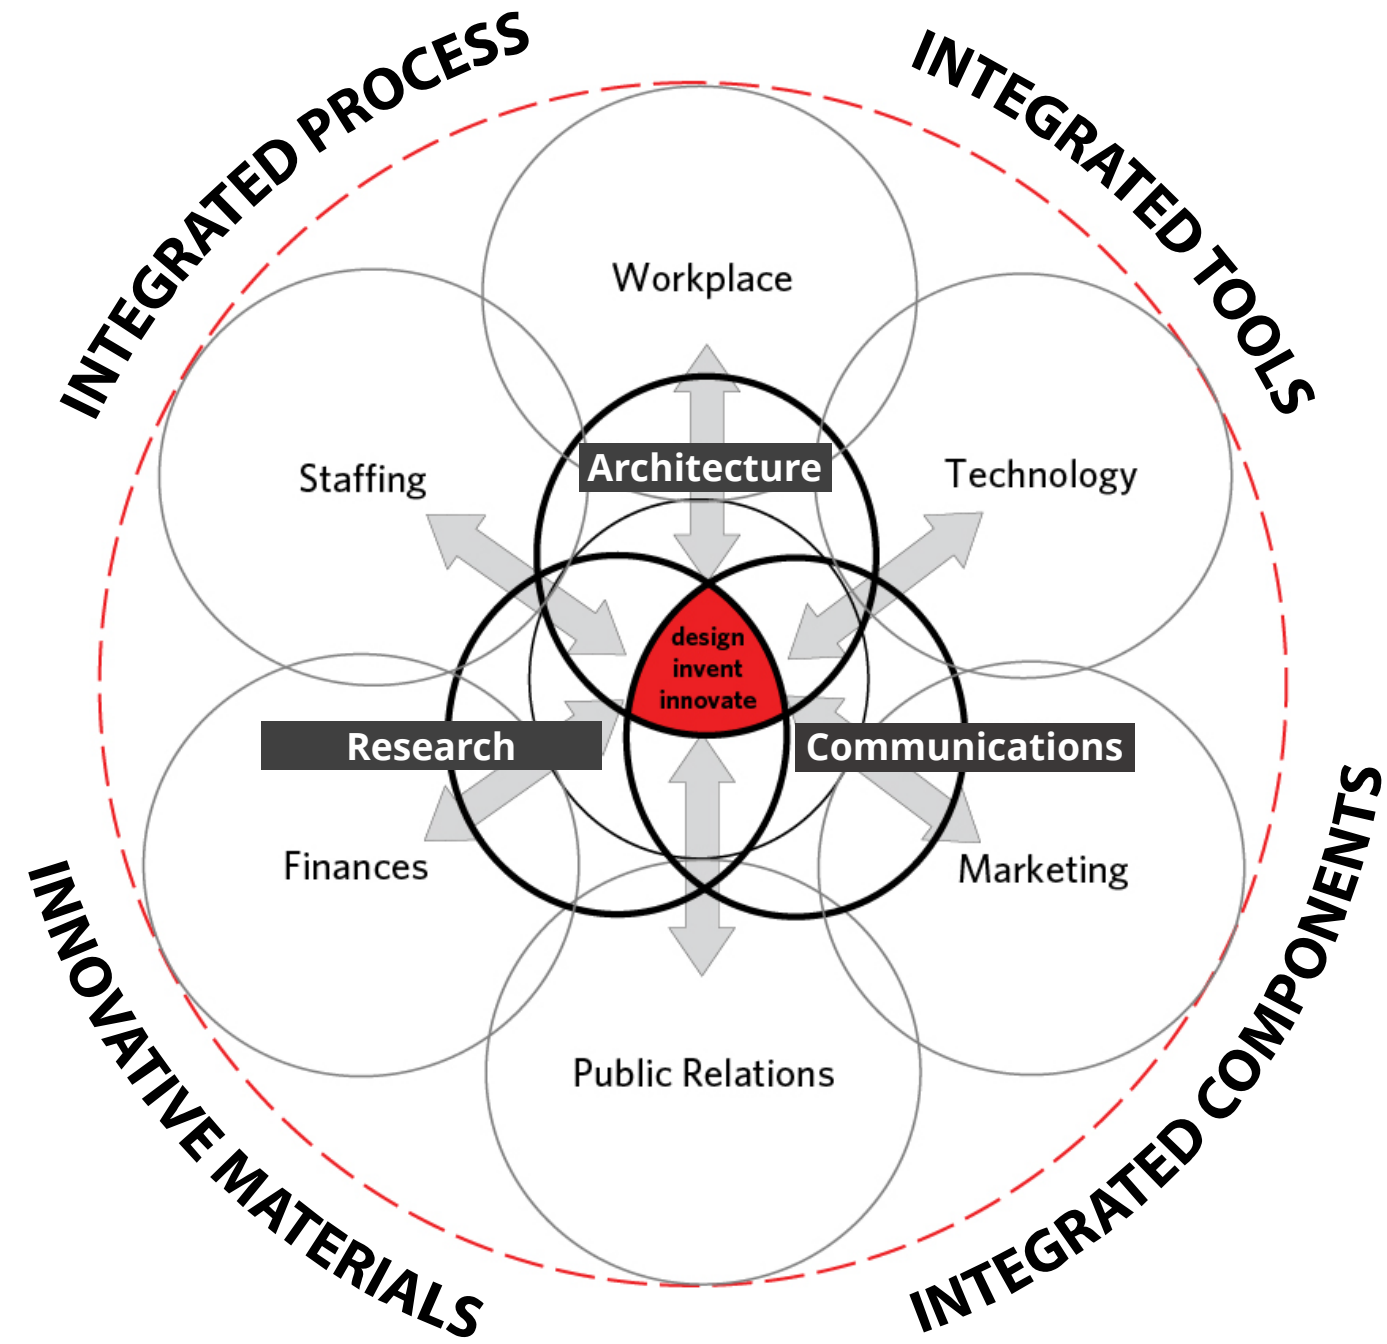 INTEGRATED PROCESS
INTEGRATED TOOLS
Workplace
Staffing
Architecture
Technology
design
invent
innovate
Research
Communications
Finances
Marketing
Public Relations
INNOVATIVE MATERIALS
INTEGRATED COMPONENTS